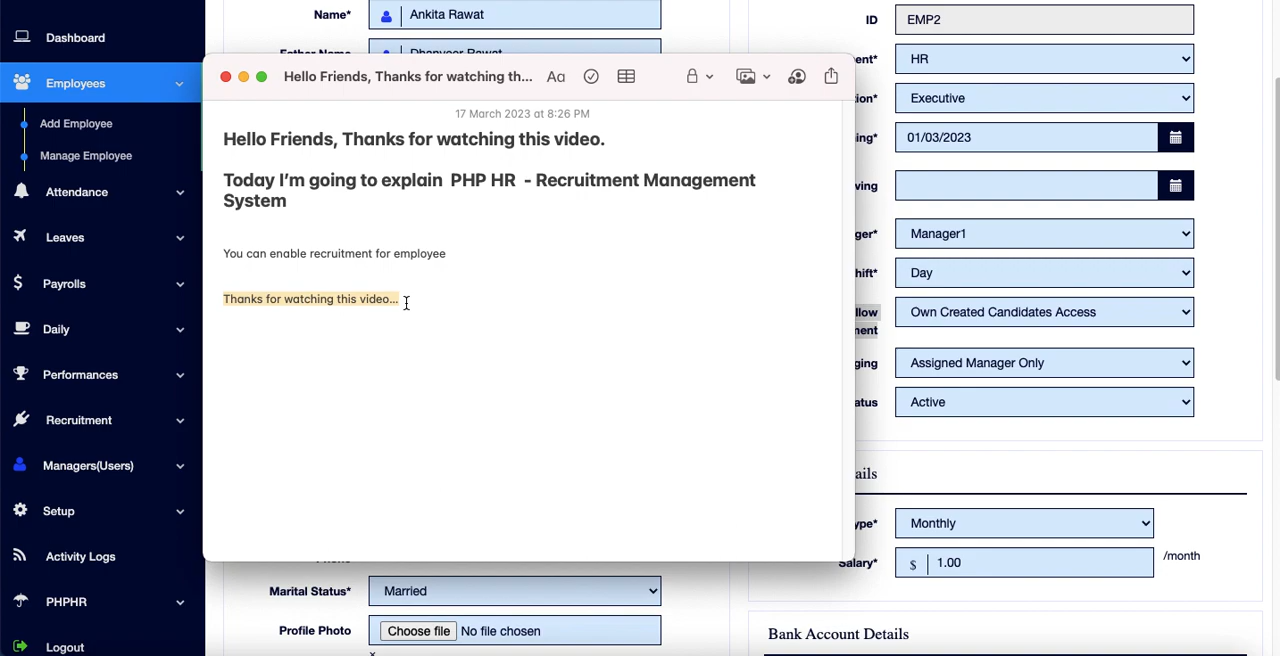 Dashboard
Employees
Add Employee
Manage Employee
Attendance
Leaves
Payrolls
Daily
Performances
Recruitment
Managers(Users)
Setup
Activity Logs
PHPHR
Logout
Name*
Ankita Rawat
Hello Friends, Thanks for watching th...
Aa
17 March 2023 at 8:26 PM
Hello Friends, Thanks for watching this video.
Today I'm going to explain PHP HR - Recruitment Management
System
You can enable recruitment for employee
Thanks for watching this video...
Marital Status*
Married
Profile Photo
Choose file No file chosen
ID
EMP2
HR
Executive
01/03/2023
Manager1
Day
Own Created Candidates Access
Assigned Manager Only
Active
Monthly
Salary*
$ 1.00
/month
Bank Account Details